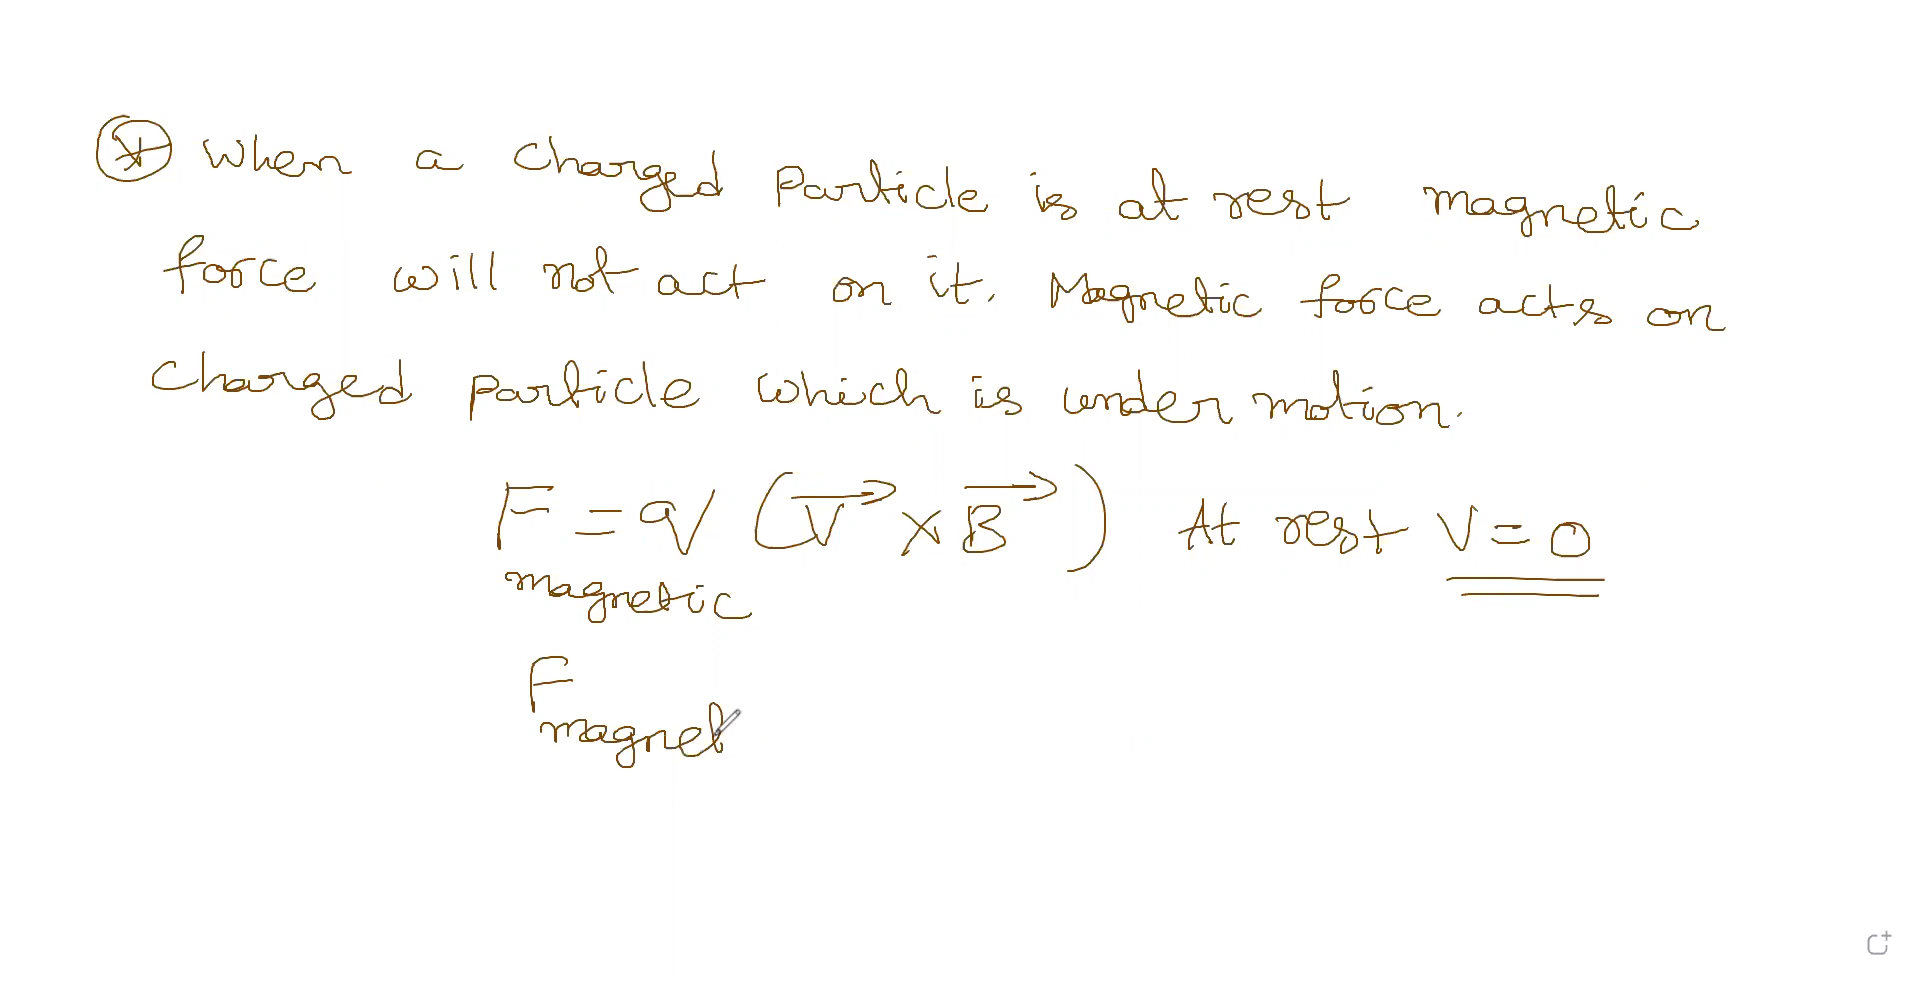 When a charged Particle is at rest magnetic
force will not act on it. Magnetic force acts on
charged particle which is under motion.
F = q (V × B) At rest V = 0
magnetic
F
magnet